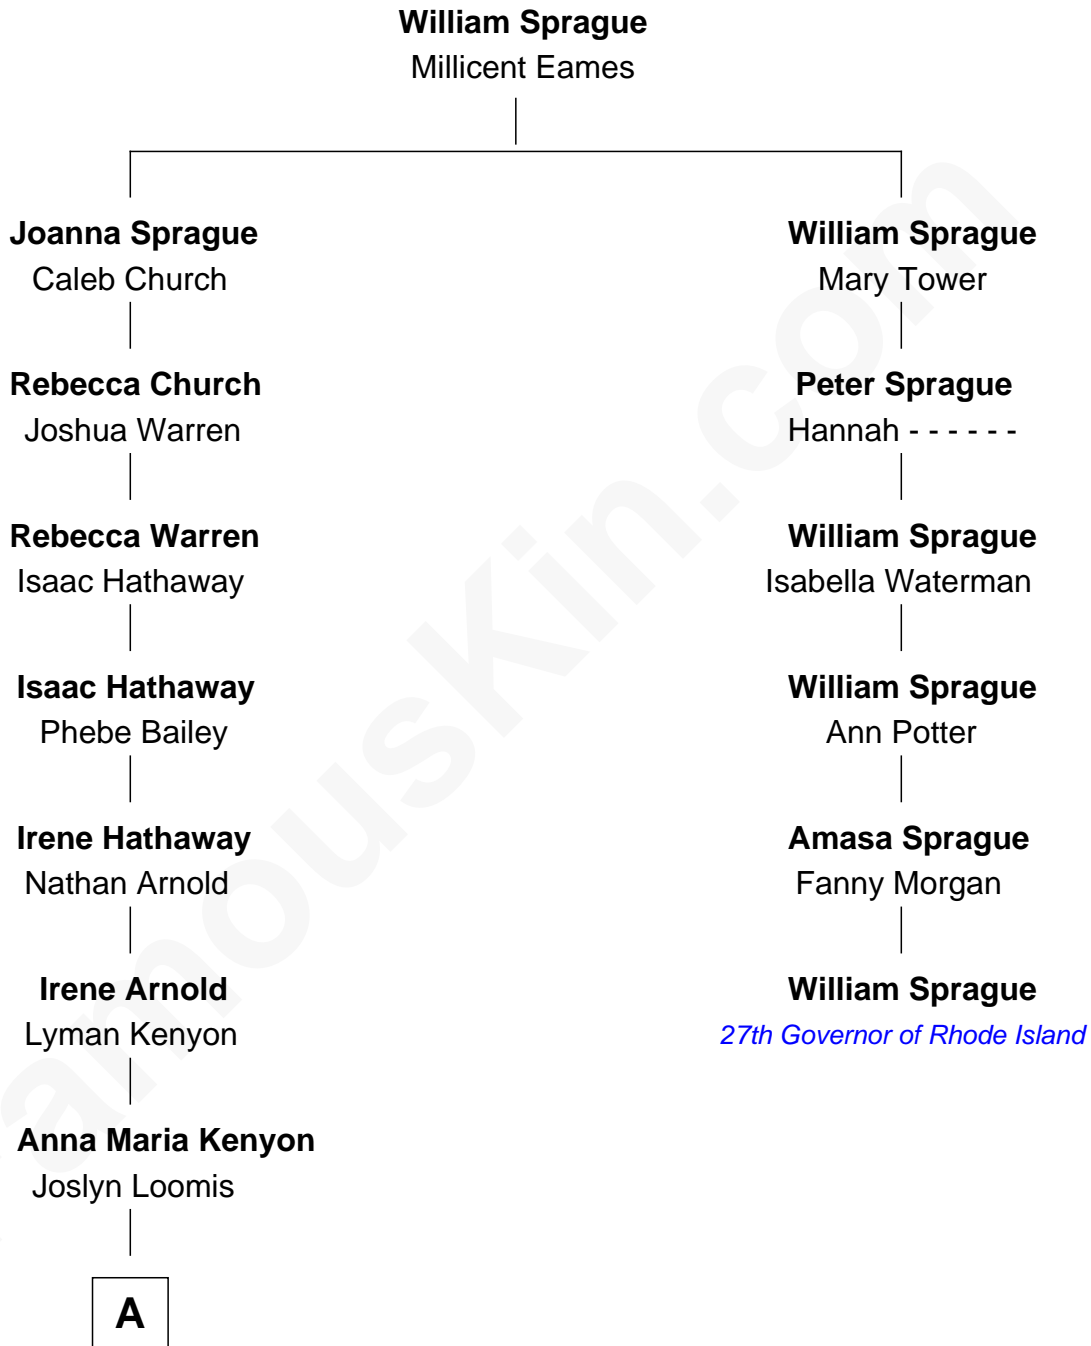 William Sprague
Millicent Eames
Joanna Sprague
Caleb Church
William Sprague
Mary Tower
Rebecca Church
Joshua Warren
Peter Sprague
Hannah - - - - - -
Rebecca Warren
Isaac Hathaway
William Sprague
Isabella Waterman
Isaac Hathaway
Phebe Bailey
William Sprague
Ann Potter
Irene Hathaway
Nathan Arnold
Amasa Sprague
Fanny Morgan
Irene Arnold
Lyman Kenyon
William Sprague
27th Governor of Rhode Island
Anna Maria Kenyon
Joslyn Loomis
A
amousKin.com